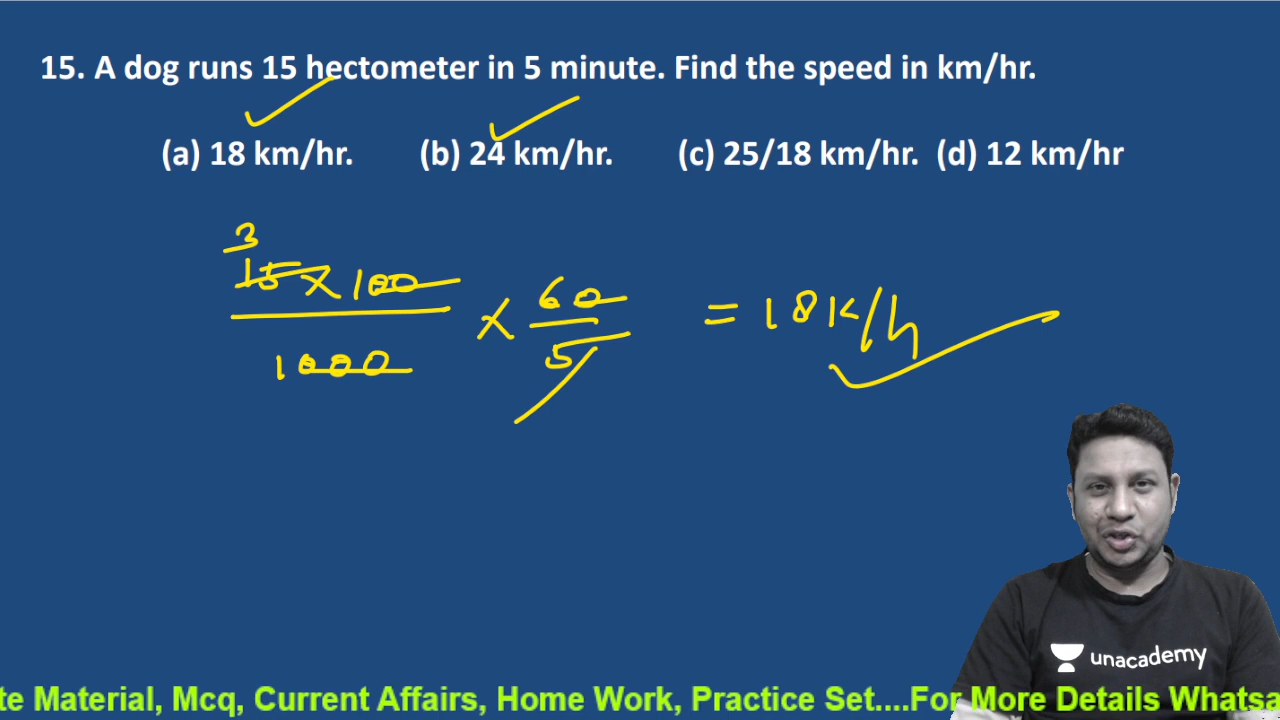 15. A dog runs 15 hectometer in 5 minute. Find the speed in km/hr.
(a) 18 km/hr. (b) 24 km/hr. (c) 25/18 km/hr. (d) 12 km/hr
3
15 × 100
1000
× 60
5
= 18 K/h
unacademy
te Material, Mcq, Current Affairs, Home Work, Practice Set....For More Details Whatsa